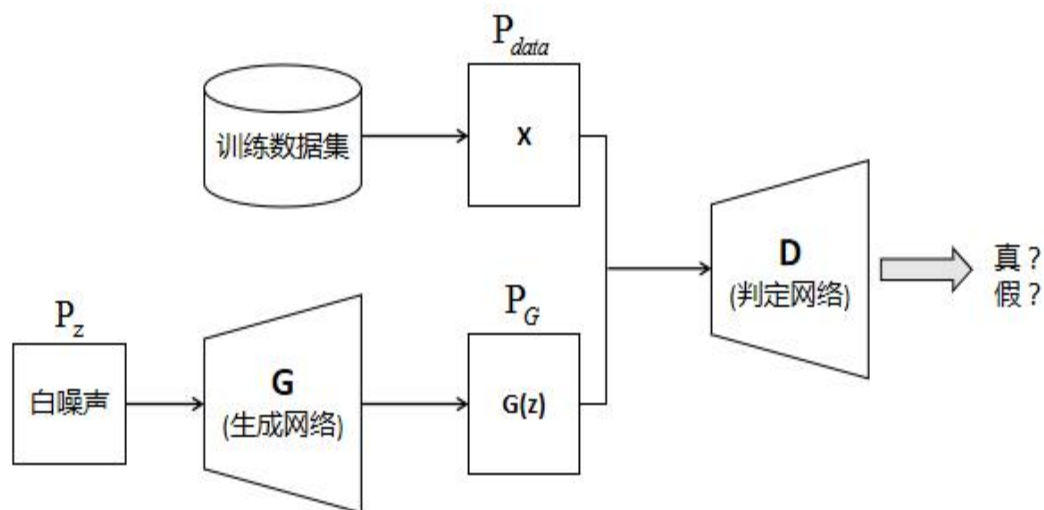 P_data
训练数据集
x
D
(判定网络)
真？
假？
P_z
白噪声
G
(生成网络)
P_G
G(z)